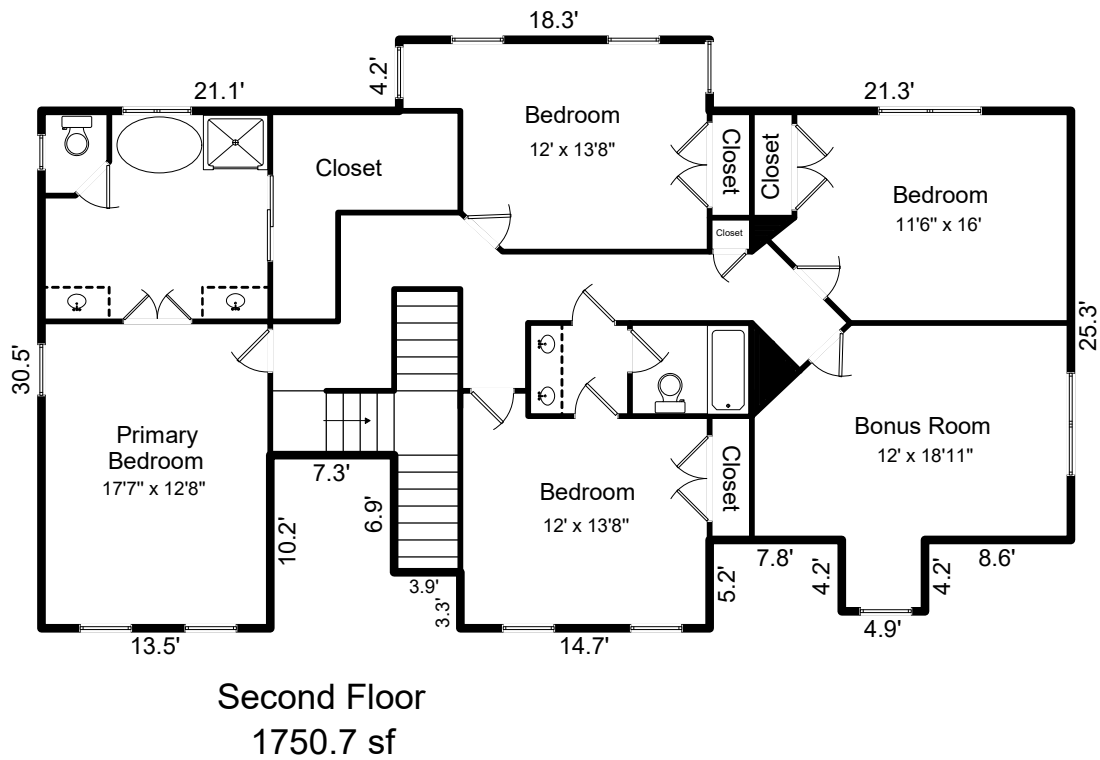 18.3'
4.2'
21.1'
21.3'
Bedroom
12' x 13'8"
Closet
Closet
Closet
Bedroom
11'6" x 16'
Closet
30.5'
25.3'
Primary
Bedroom
17'7" x 12'8"
Bonus Room
12' x 18'11"
7.3'
6.9'
10.2'
Bedroom
12' x 13'8"
Closet
3.9'
3.3'
5.2'
7.8'
4.2'
4.2'
8.6'
4.9'
13.5'
14.7'
Second Floor
1750.7 sf